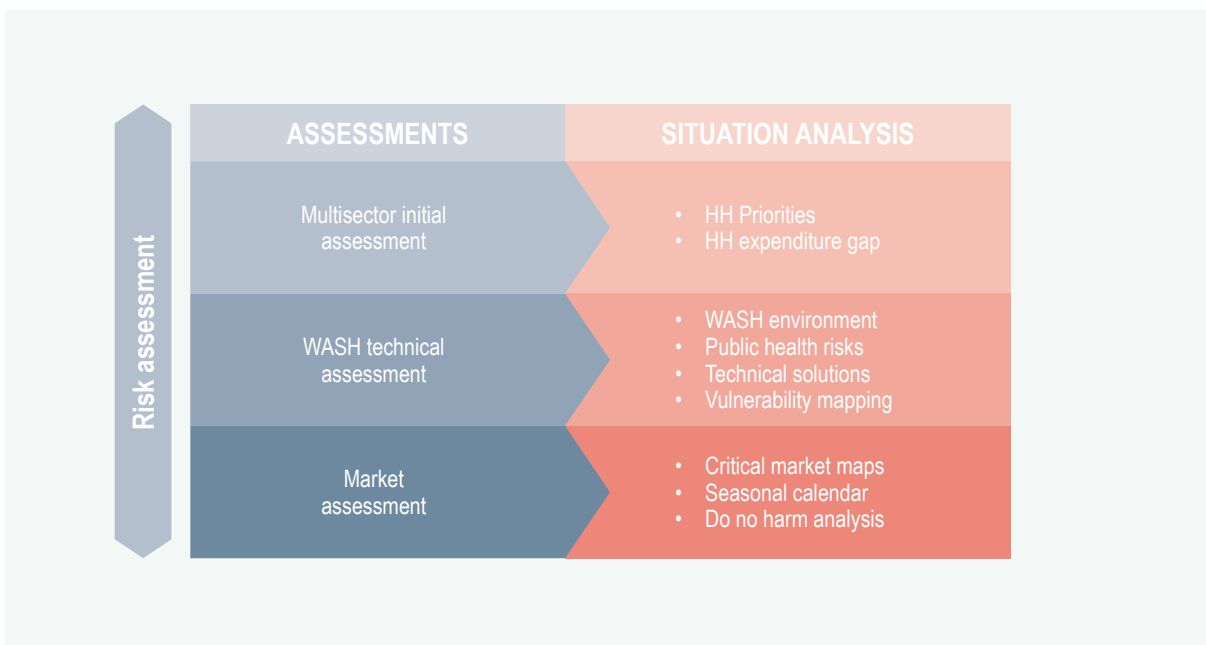 Risk assessment
ASSESSMENTS
SITUATION ANALYSIS
Multisector initial
assessment
• HH Priorities
• HH expenditure gap
WASH technical
assessment
• WASH environment
• Public health risks
• Technical solutions
• Vulnerability mapping
Market
assessment
• Critical market maps
• Seasonal calendar
• Do no harm analysis